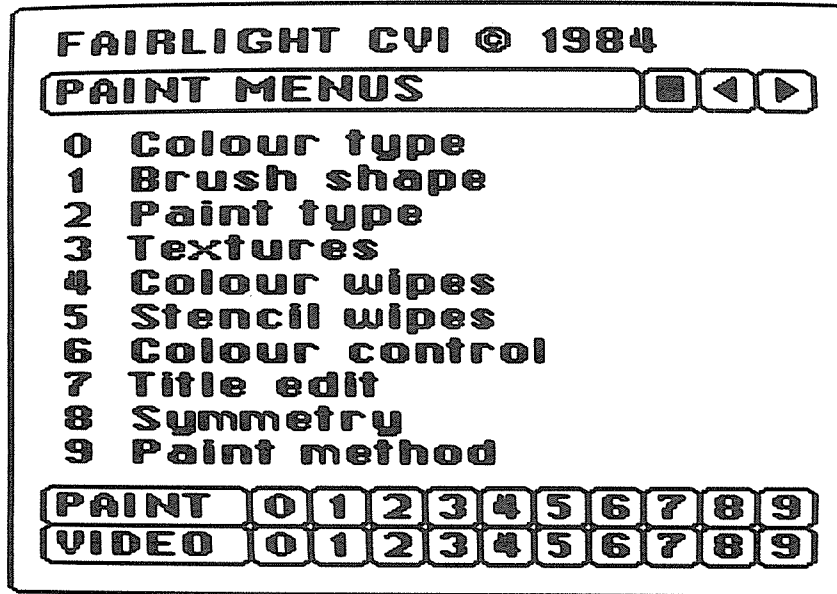 FAIRLIGHT CVI © 1984
PAINT MENUS
0 Colour type
1 Brush shape
2 Paint type
3 Textures
4 Colour wipes
5 Stencil wipes
6 Colour control
7 Title edit
8 Symmetry
9 Paint method
PAINT 0 1 2 3 4 5 6 7 8 9
VIDEO 0 1 2 3 4 5 6 7 8 9